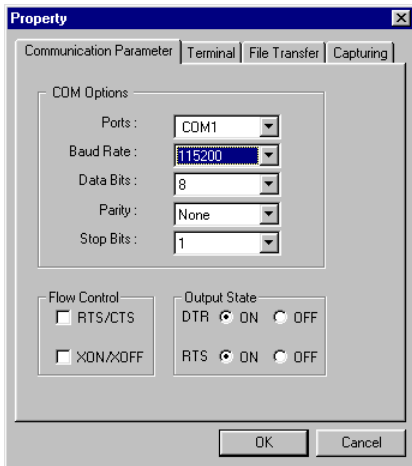 Property
Communication Parameter Terminal File Transfer Capturing
COM Options
Ports : COM1
Baud Rate : 115200
Data Bits : 8
Parity : None
Stop Bits : 1
Flow Control Output State
RTS/CTS DTR ON OFF
XON/XOFF RTS ON OFF
OK Cancel